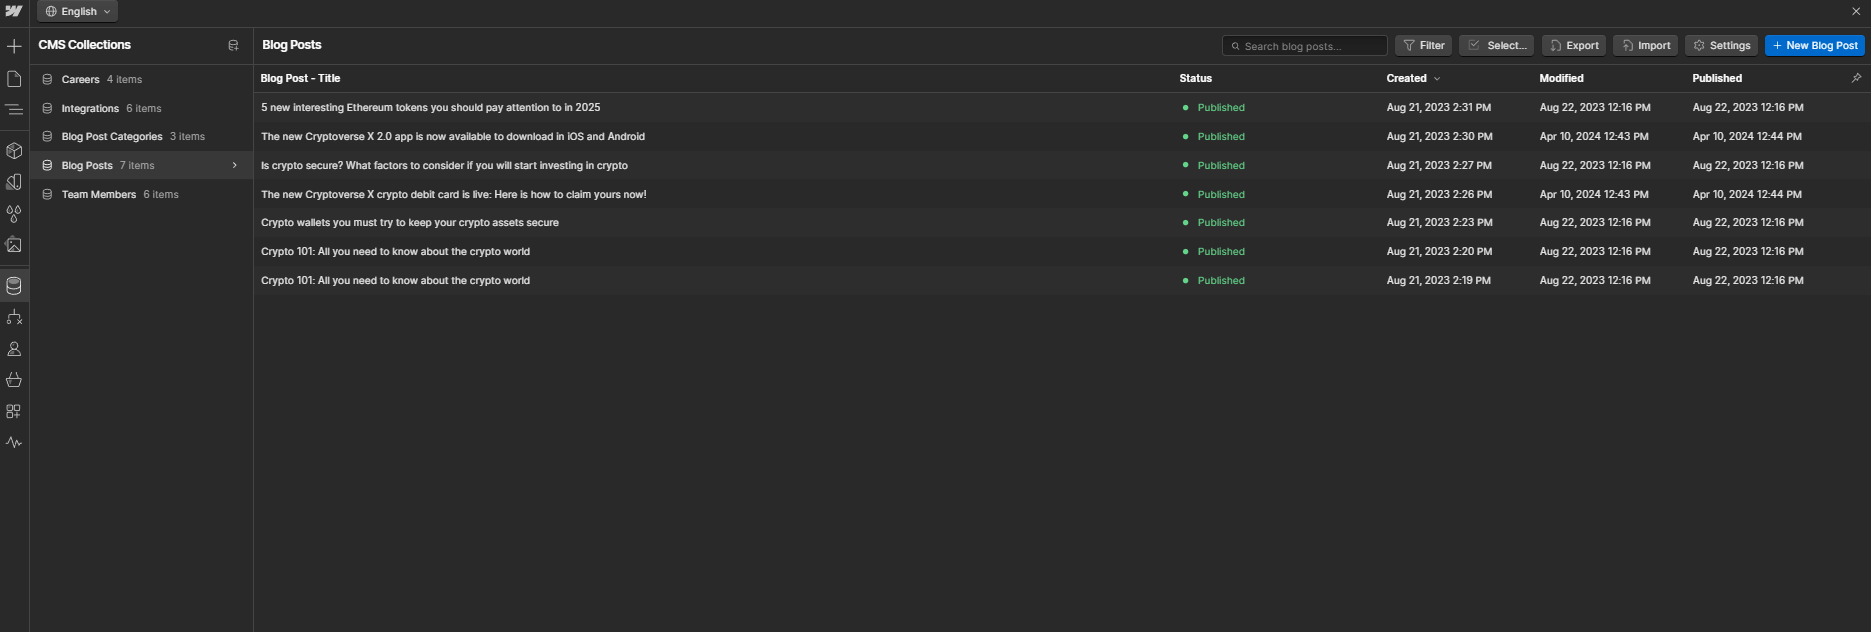 English
CMS Collections
Blog Posts
Search blog posts...
Filter
Select...
Export
Import
Settings
New Blog Post
Careers 4 items
Integrations 6 items
Blog Post Categories 3 items
Blog Posts 7 items
Team Members 6 items
Blog Post - Title Status Created Modified Published
5 new interesting Ethereum tokens you should pay attention to in 2025 Published Aug 21, 2023 2:31 PM Aug 22, 2023 12:16 PM Aug 22, 2023 12:16 PM
The new Cryptoverse X 2.0 app is now available to download in iOS and Android Published Aug 21, 2023 2:30 PM Apr 10, 2024 12:43 PM Apr 10, 2024 12:44 PM
Is crypto secure? What factors to consider if you will start investing in crypto Published Aug 21, 2023 2:27 PM Aug 22, 2023 12:16 PM Aug 22, 2023 12:16 PM
The new Cryptoverse X crypto debit card is live: Here is how to claim yours now! Published Aug 21, 2023 2:26 PM Apr 10, 2024 12:43 PM Apr 10, 2024 12:44 PM
Crypto wallets you must try to keep your crypto assets secure Published Aug 21, 2023 2:23 PM Aug 22, 2023 12:16 PM Aug 22, 2023 12:16 PM
Crypto 101: All you need to know about the crypto world Published Aug 21, 2023 2:20 PM Aug 22, 2023 12:16 PM Aug 22, 2023 12:16 PM
Crypto 101: All you need to know about the crypto world Published Aug 21, 2023 2:19 PM Aug 22, 2023 12:16 PM Aug 22, 2023 12:16 PM